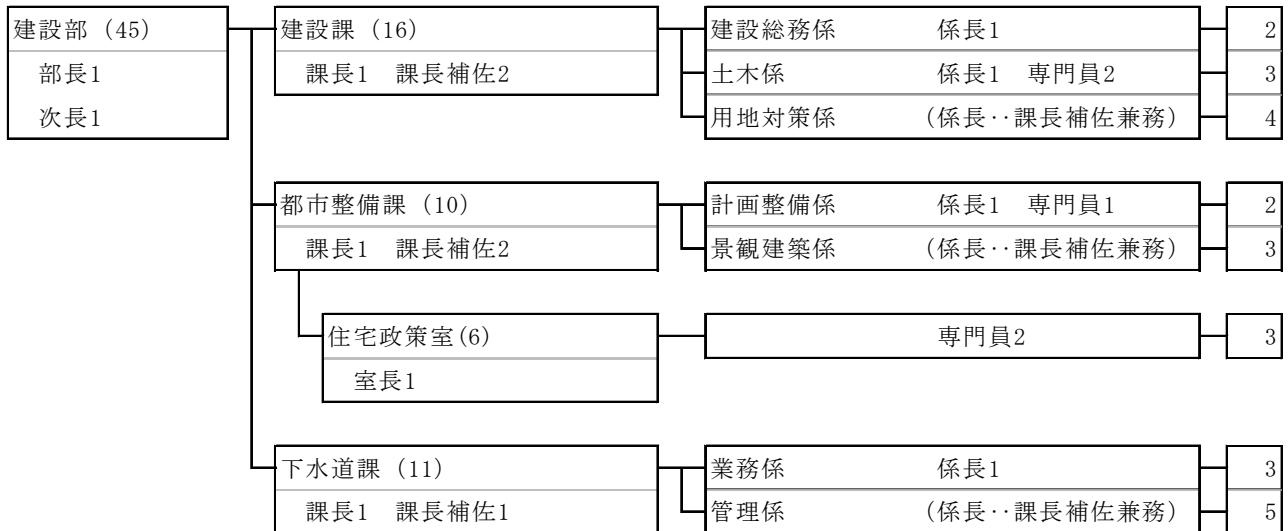 建設部 (45)
部長1
次長1
建設課 (16)
課長1　課長補佐2
建設総務係　係長1　2
土木係　係長1　専門員2　3
用地対策係　(係長‥課長補佐兼務)　4
都市整備課 (10)
課長1　課長補佐2
計画整備係　係長1　専門員1　2
景観建築係　(係長‥課長補佐兼務)　3
住宅政策室(6)
室長1
専門員2　3
下水道課 (11)
課長1　課長補佐1
業務係　係長1　3
管理係　(係長‥課長補佐兼務)　5